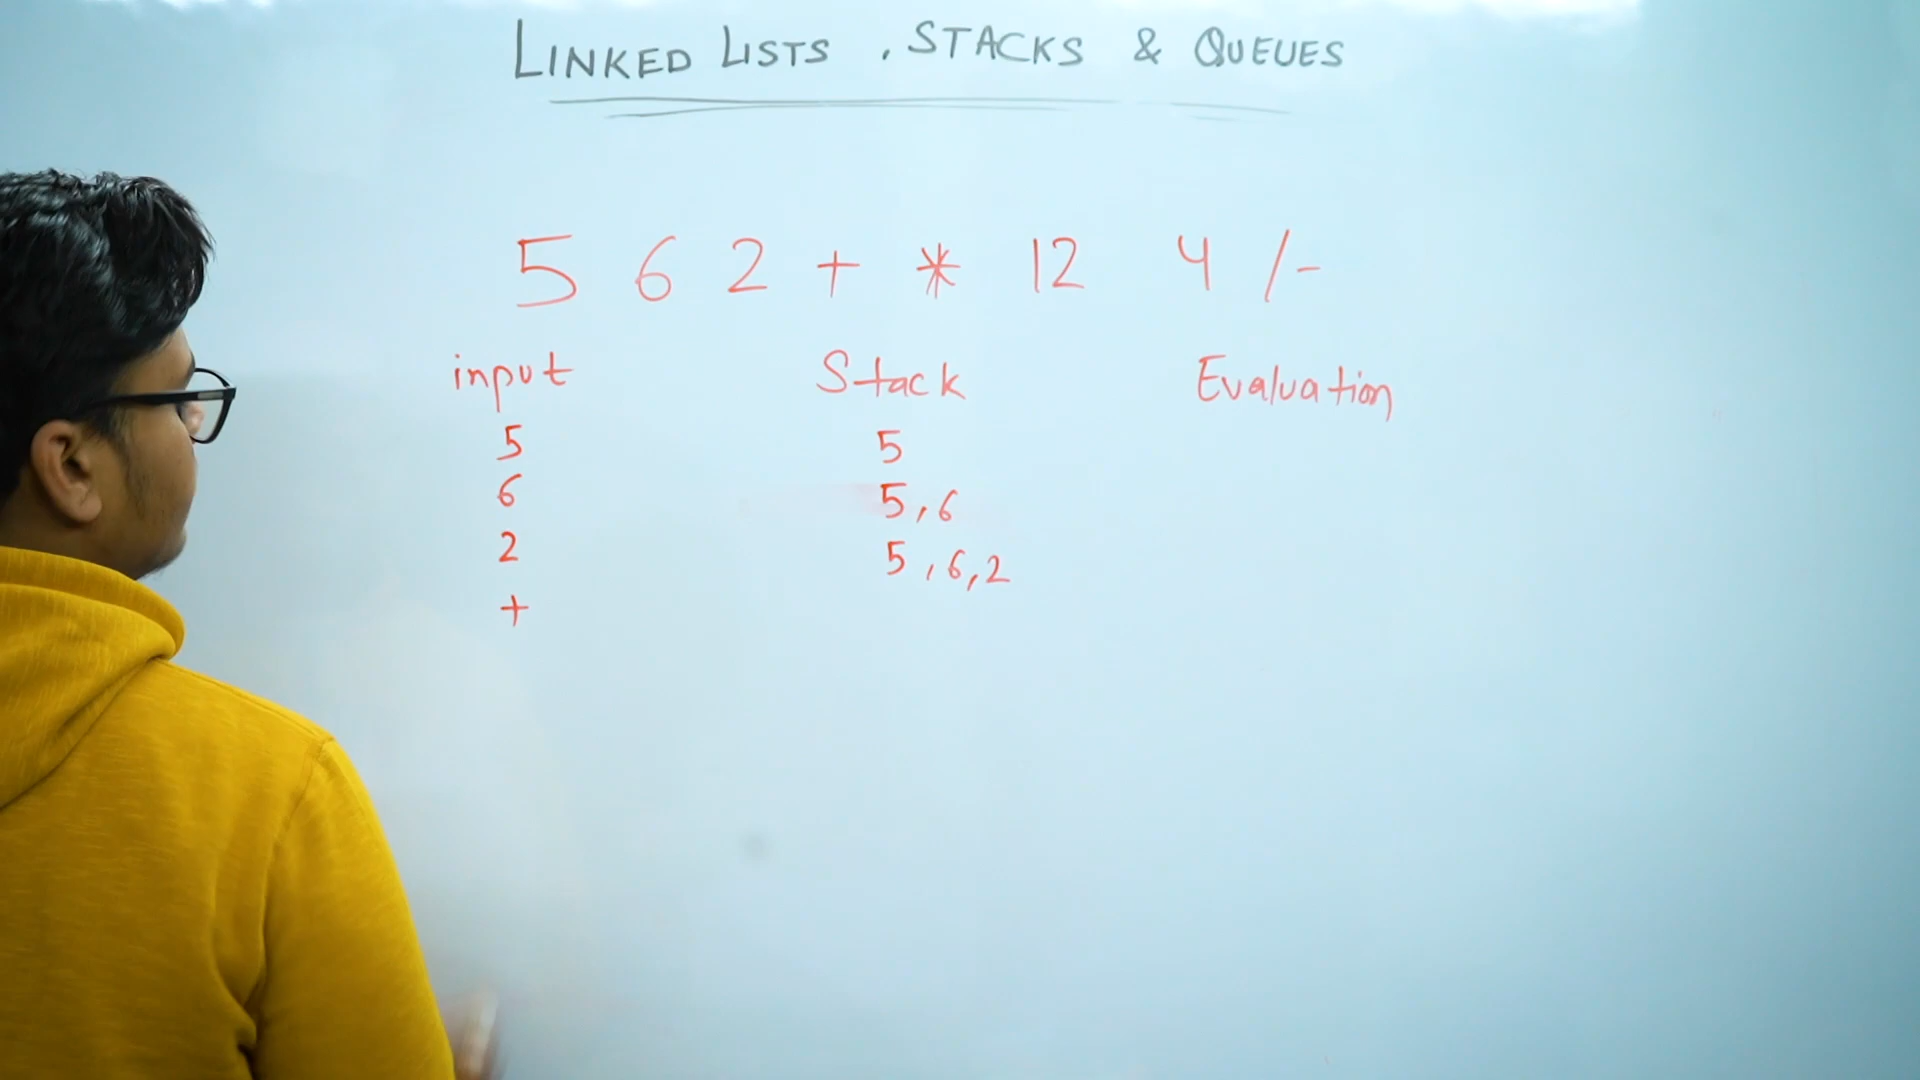 LINKED LISTS , STACKS & QUEUES
5 6 2 + * 12 4 / -
input Stack Evaluation
5 5
6 5,6
2 5,6,2
+